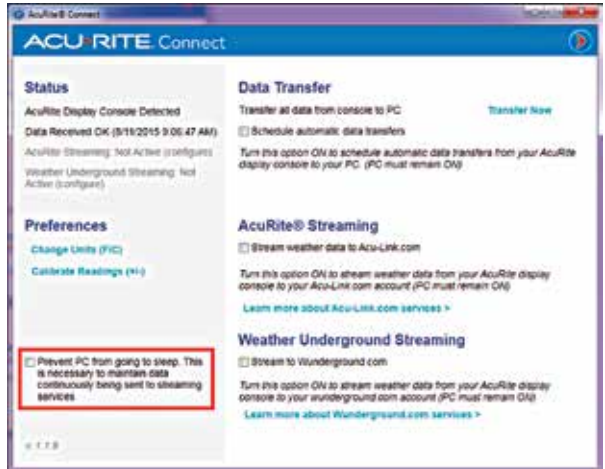 AcuRite® Connect
ACU>RITE Connect
Status
AcuRite Display Console Detected
Data Received OK (8/11/2015 9:06:47 AM)
AcuRite Streaming: Not Active (configure)
Weather Underground Streaming: Not
Active (configure)
Preferences
Change Units (F/C)
Calibrate Readings (+/-)
Prevent PC from going to sleep. This
is necessary to maintain data
continuously being sent to streaming
services
v 1.7.8
Data Transfer
Transfer all data from console to PC
Transfer Now
Schedule automatic data transfers
Turn this option ON to schedule automatic data transfers from your AcuRite
display console to your PC. (PC must remain ON)
AcuRite® Streaming
Stream weather data to Acu-Link.com
Turn this option ON to stream weather data from your AcuRite display
console to your Acu-Link.com account (PC must remain ON)
Learn more about Acu-Link.com services >
Weather Underground Streaming
Stream to Wunderground.com
Turn this option ON to stream weather data from your AcuRite display
console to your wunderground.com account (PC must remain ON)
Learn more about Wunderground.com services >